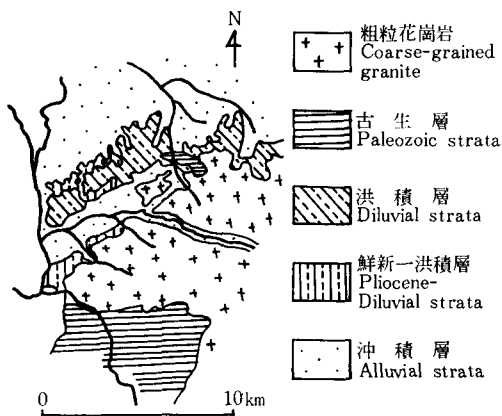 N
粗粒花崗岩
Coarse-grained
granite
古生層
Paleozoic strata
洪積層
Diluvial strata
鮮新一洪積層
Pliocene-
Diluvial strata
沖積層
Alluvial strata
0 10km